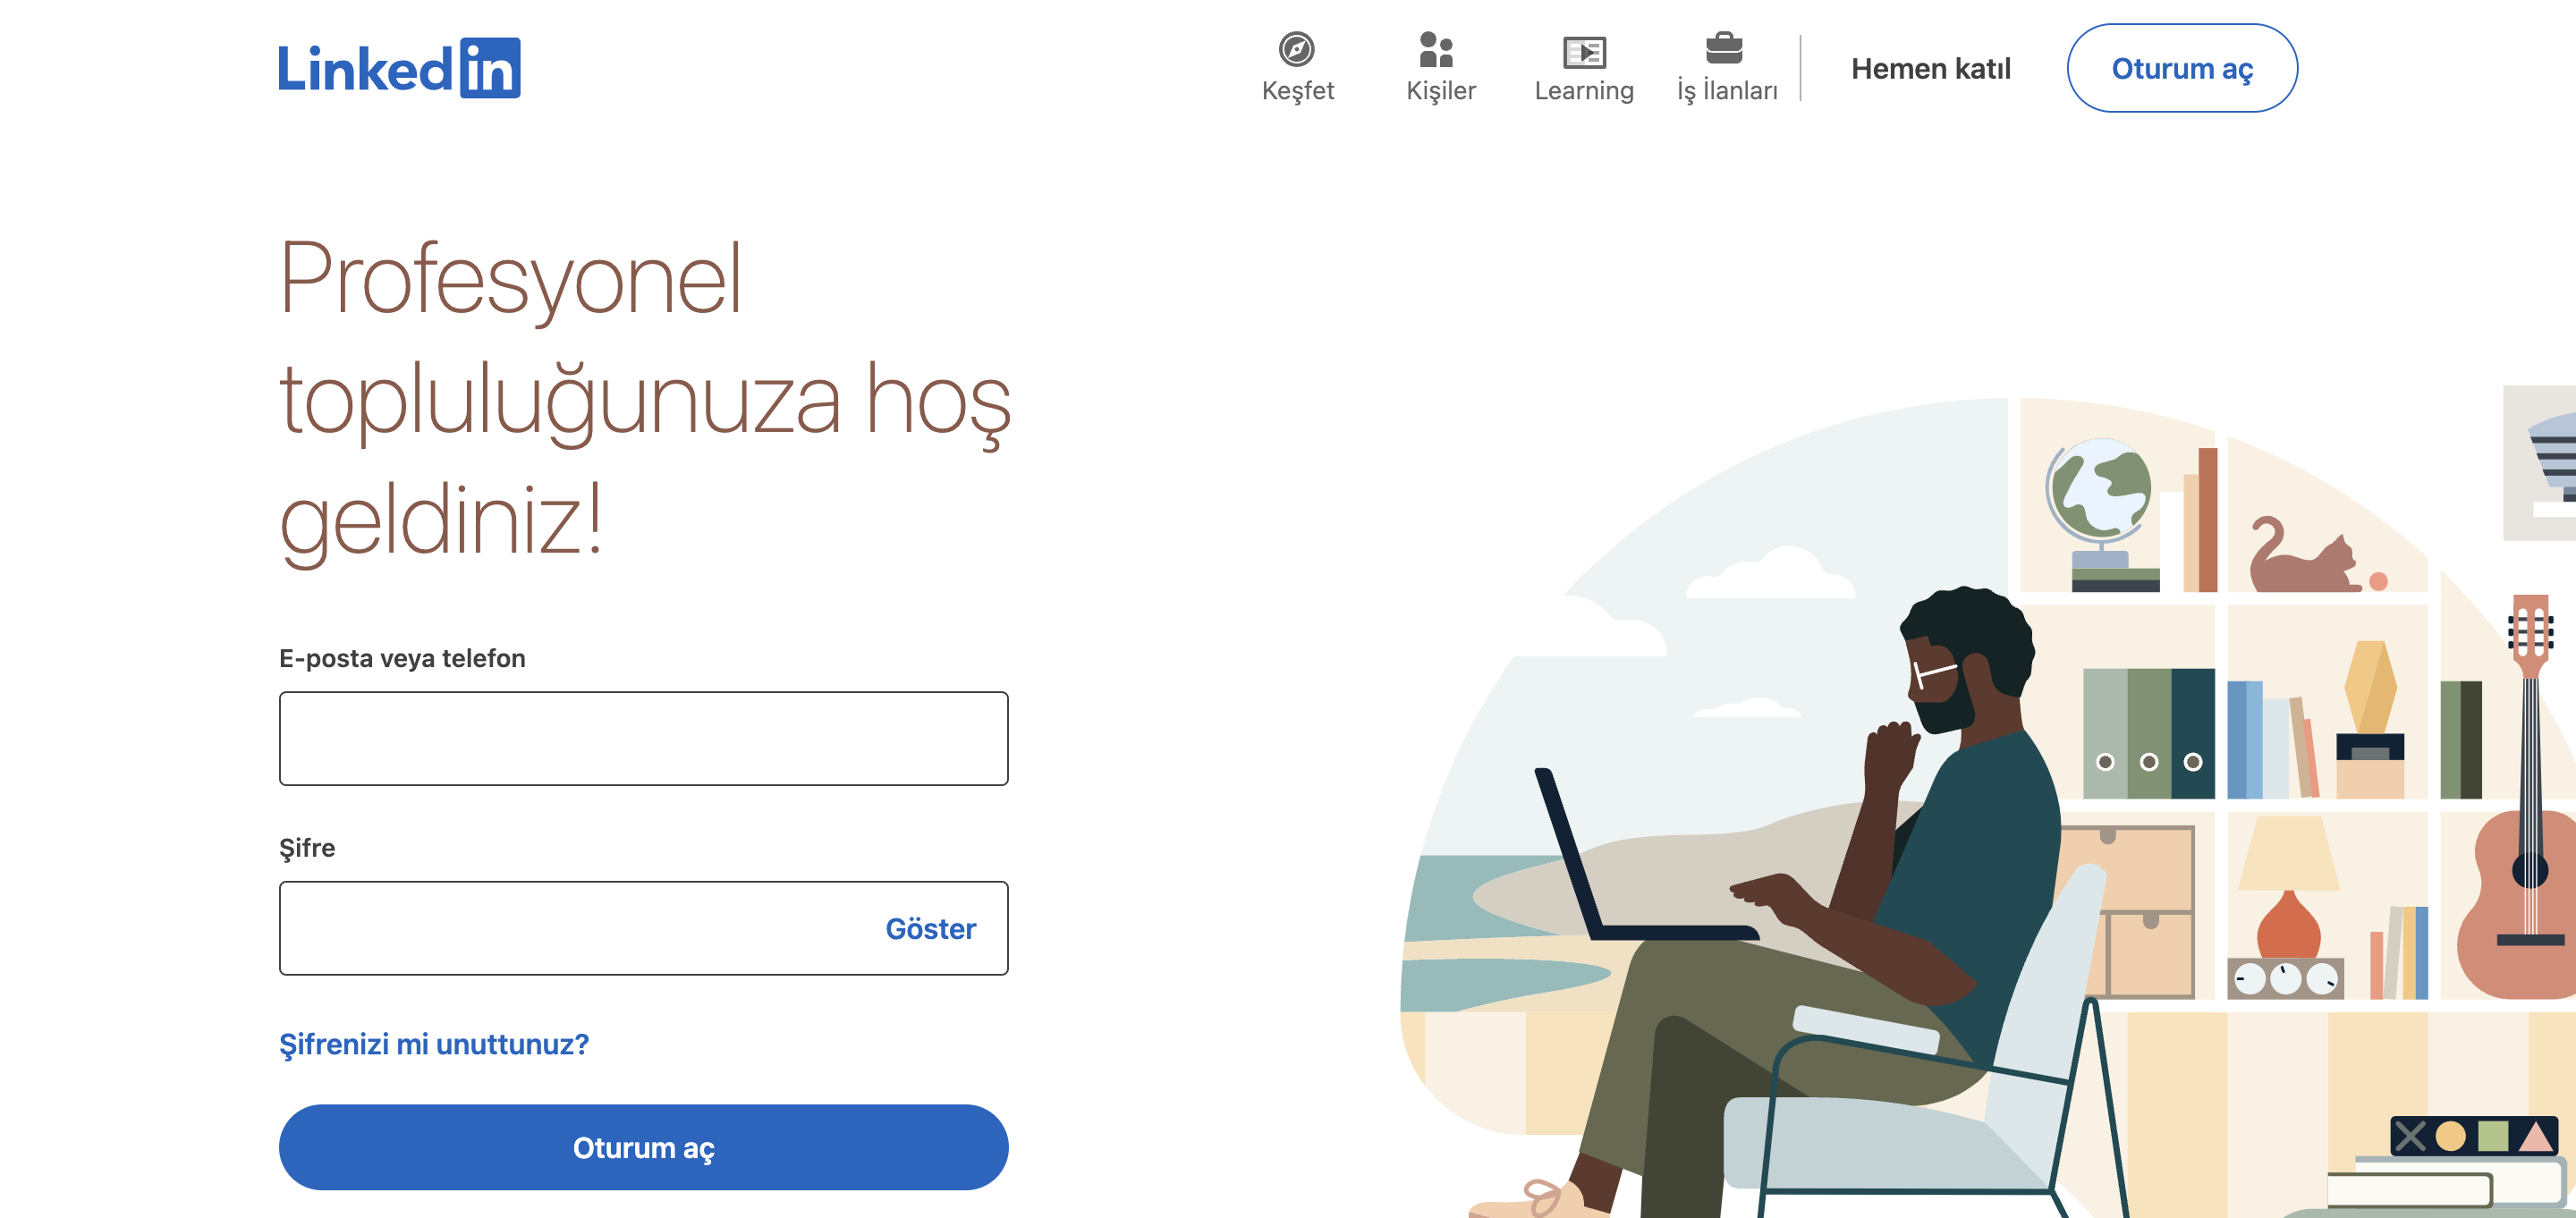 Linkedin
Keşfet
Kişiler
Learning
İş İlanları
Hemen katıl
Oturum aç
Profesyonel
topluluğunuza hoş
geldiniz!
E-posta veya telefon
Şifre
Göster
Şifrenizi mi unuttunuz?
Oturum aç